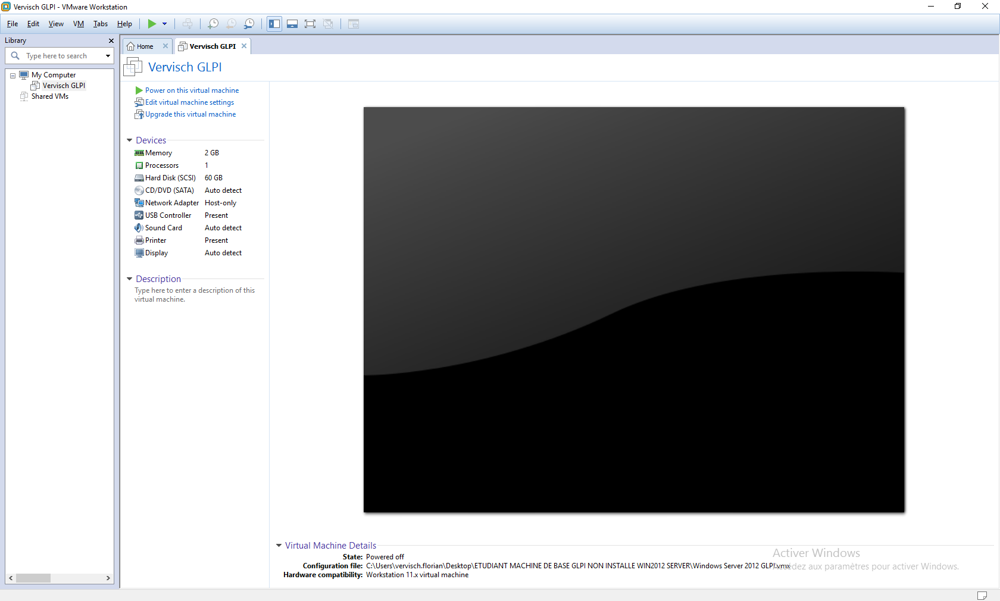 Vervisch GLPI - VMware Workstation
File Edit View VM Tabs Help
Library
Type here to search
My Computer
Vervisch GLPI
Shared VMs
Home
Vervisch GLPI
Vervisch GLPI
Power on this virtual machine
Edit virtual machine settings
Upgrade this virtual machine
Devices
Memory 2 GB
Processors 1
Hard Disk (SCSI) 60 GB
CD/DVD (SATA) Auto detect
Network Adapter Host-only
USB Controller Present
Sound Card Auto detect
Printer Present
Display Auto detect
Description
Type here to enter a description of this
virtual machine.
Virtual Machine Details
State: Powered off
Configuration file: C:\Users\vervisch.florian\Desktop\ETUDIANT MACHINE DE BASE GLPI NON INSTALLE WIN2012 SERVER\Windows Server 2012 GLPI.vmx
Hardware compatibility: Workstation 11.x virtual machine
Activer Windows
Accédez aux paramètres pour activer Windows.